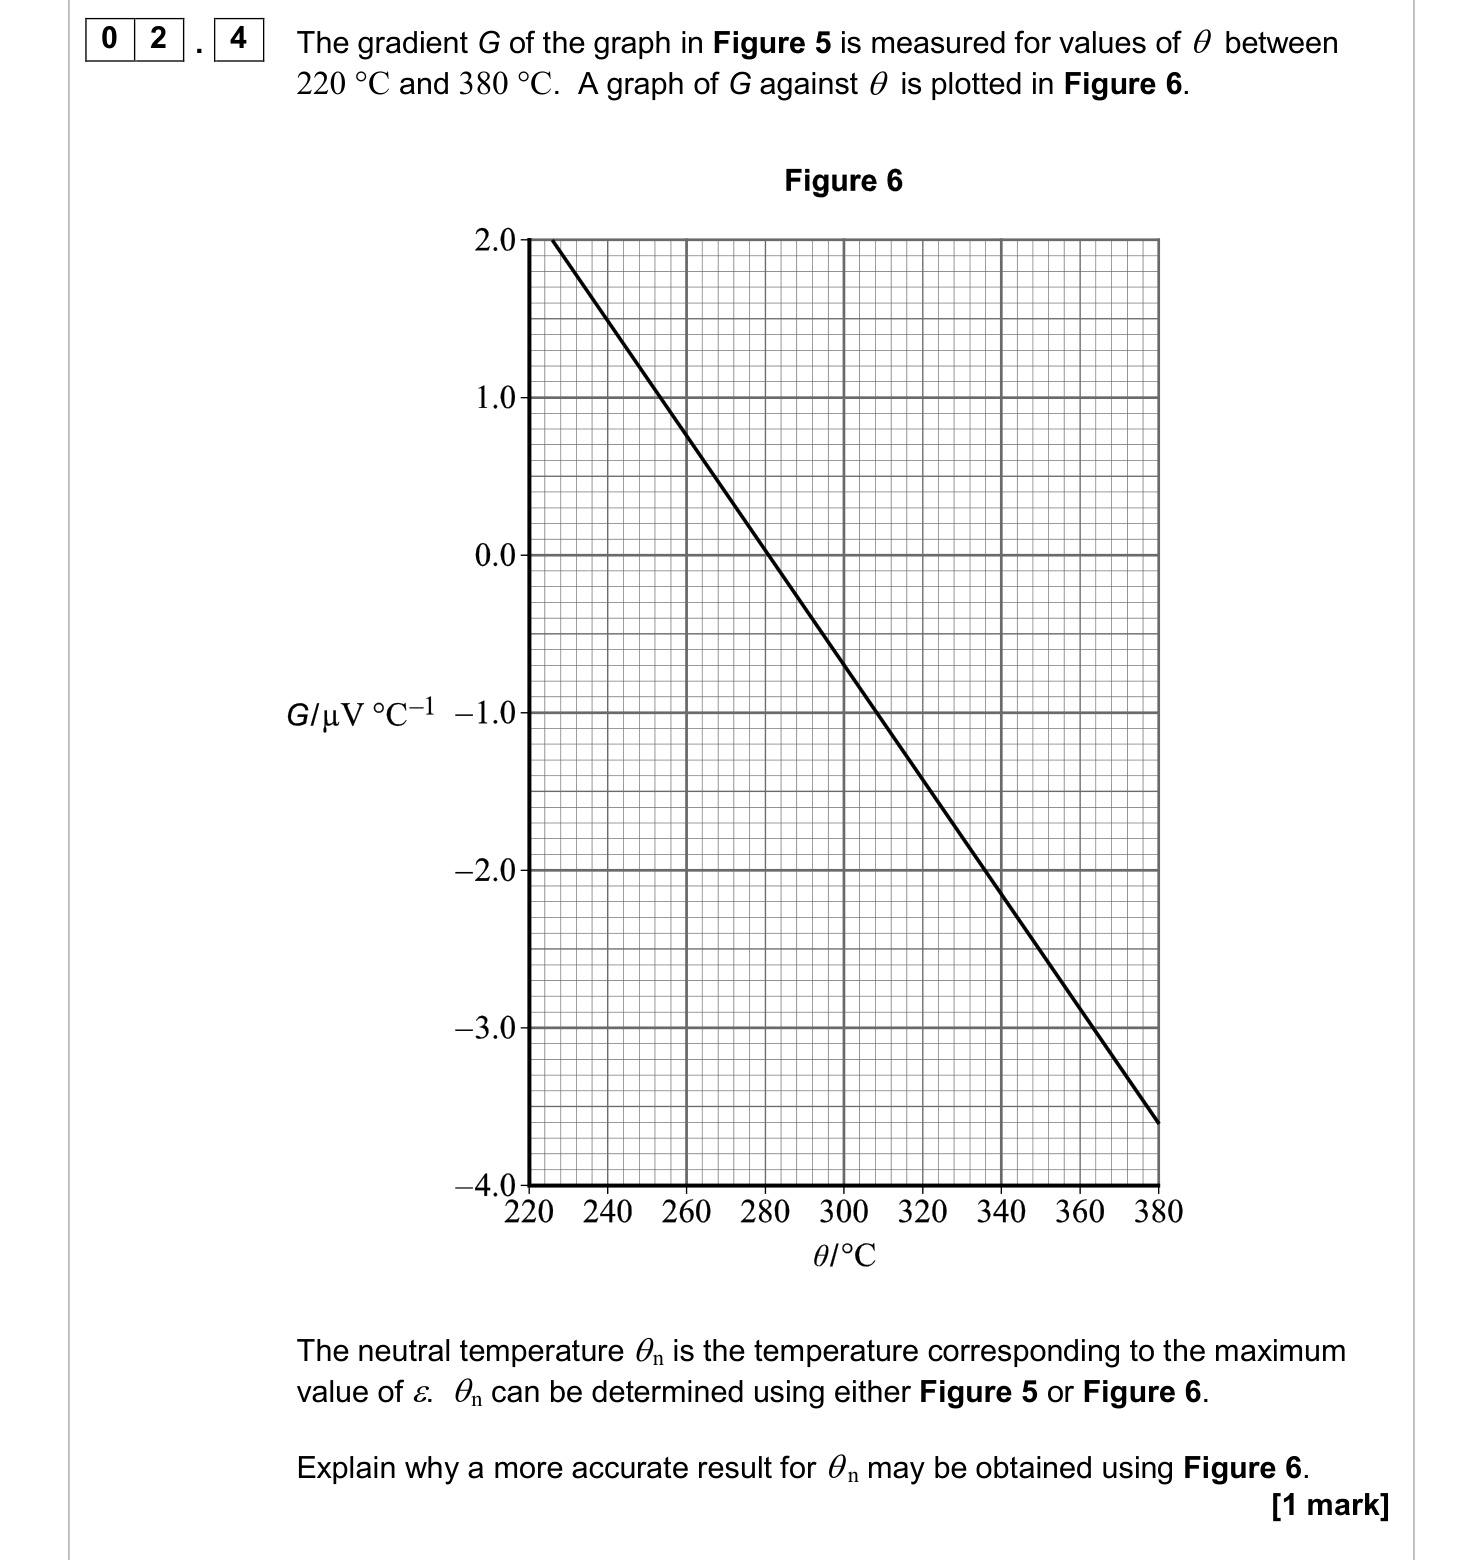 0 2 . 4 The gradient G of the graph in Figure 5 is measured for values of θ between
220 °C and 380 °C. A graph of G against θ is plotted in Figure 6.
Figure 6
2.0
1.0
0.0
G/µV °C⁻¹ –1.0
–2.0
–3.0
–4.0
220 240 260 280 300 320 340 360 380
θ/°C
The neutral temperature θₙ is the temperature corresponding to the maximum
value of ε. θₙ can be determined using either Figure 5 or Figure 6.
Explain why a more accurate result for θₙ may be obtained using Figure 6.
[1 mark]